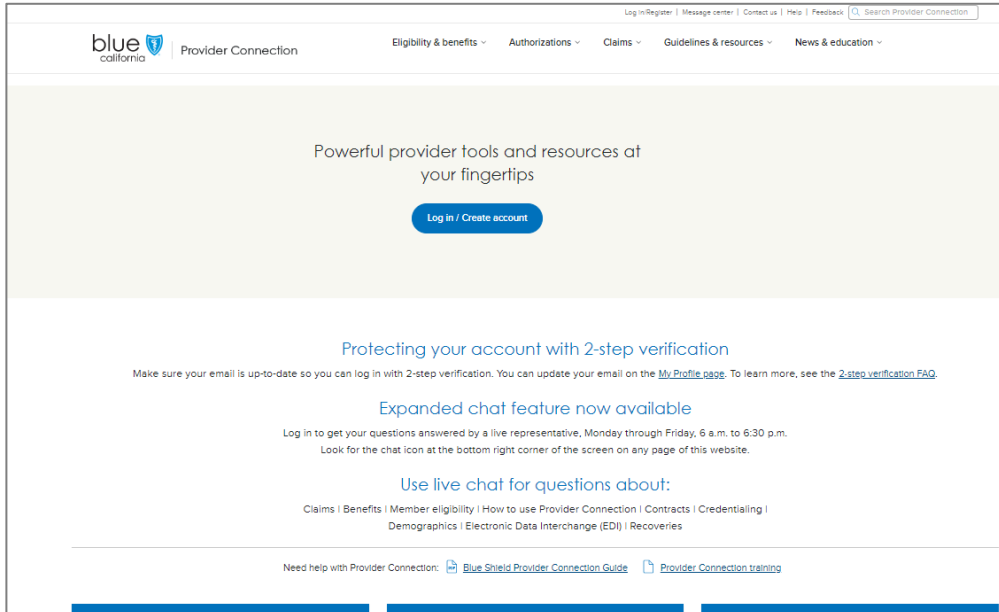 Log In/Register | Message center | Contact us | Help | Feedback Search Provider Connection
blue california Provider Connection Eligibility & benefits Authorizations Claims Guidelines & resources News & education
Powerful provider tools and resources at
your fingertips
Log in / Create account
Protecting your account with 2-step verification
Make sure your email is up-to-date so you can log in with 2-step verification. You can update your email on the My Profile page. To learn more, see the 2-step verification FAQ.
Expanded chat feature now available
Log in to get your questions answered by a live representative, Monday through Friday, 6 a.m. to 6:30 p.m.
Look for the chat icon at the bottom right corner of the screen on any page of this website.
Use live chat for questions about:
Claims | Benefits | Member eligibility | How to use Provider Connection | Contracts | Credentialing |
Demographics | Electronic Data Interchange (EDI) | Recoveries
Need help with Provider Connection: Blue Shield Provider Connection Guide Provider Connection training